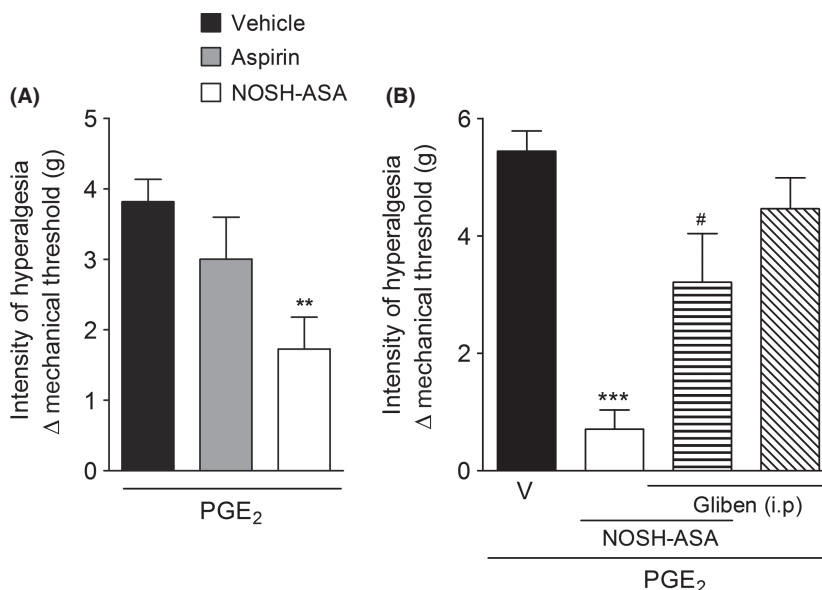 Vehicle
Aspirin
NOSH-ASA
(A)
Intensity of hyperalgesia
Δ mechanical threshold (g)
5
4
3
2
1
0
**
PGE₂
(B)
Intensity of hyperalgesia
Δ mechanical threshold (g)
6
4
2
0
***
#
V
Gliben (i.p)
NOSH-ASA
PGE₂